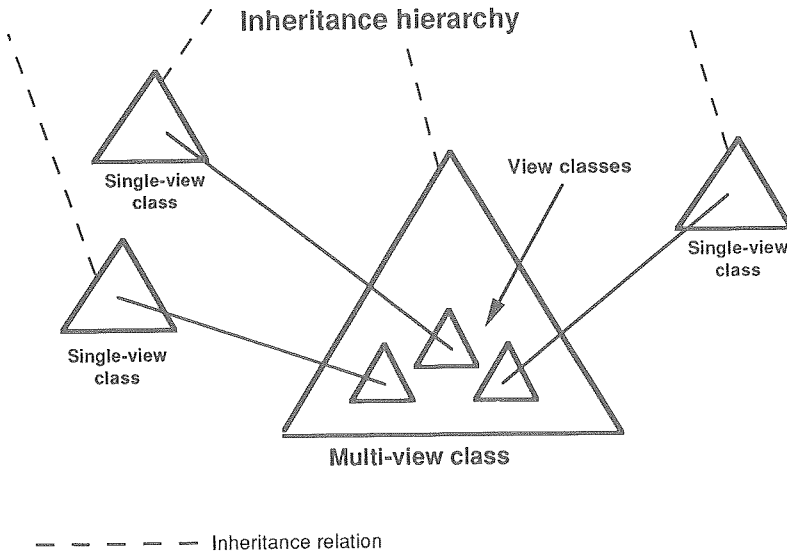 Inheritance hierarchy
Single-view
class
View classes
Single-view
class
Single-view
class
Multi-view class
Inheritance relation